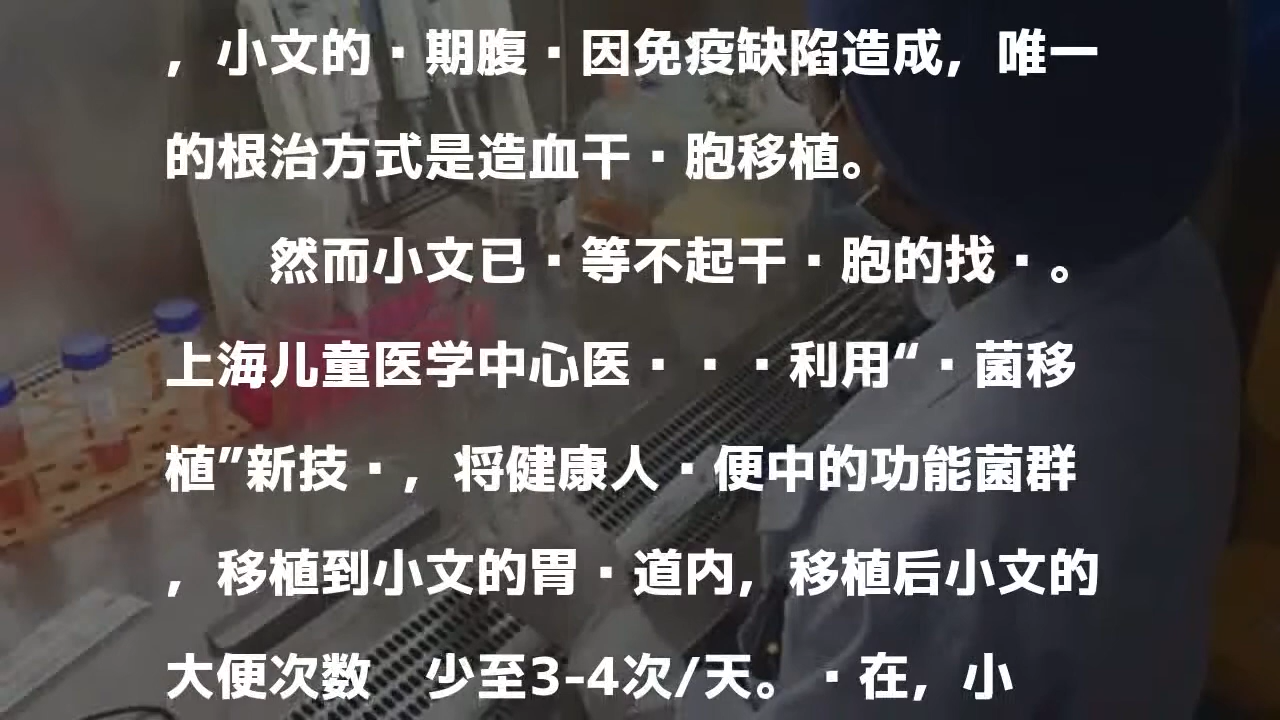 ，小文的·期腹·因免疫缺陷造成，唯一
的根治方式是造血干·胞移植。
然而小文已·等不起干·胞的找·。
上海儿童医学中心医···利用“·菌移
植”新技·，将健康人·便中的功能菌群
，移植到小文的胃·道内，移植后小文的
大便次数　少至3-4次/天。·在，小